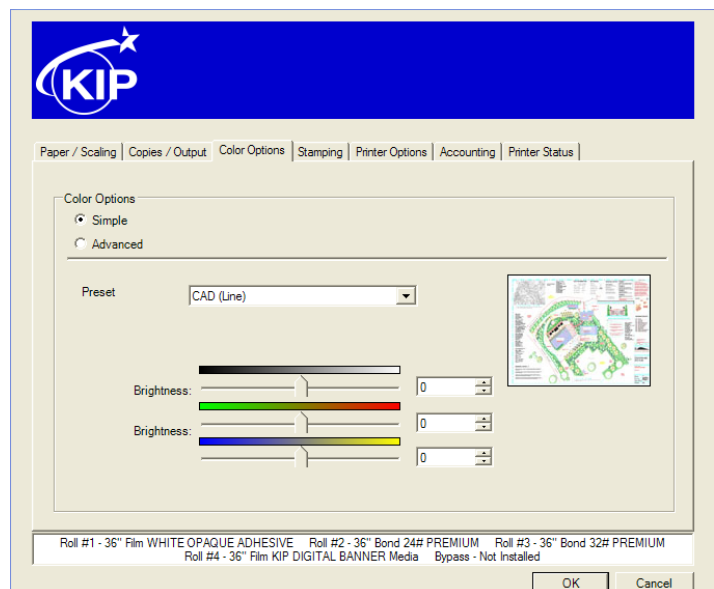 KIP
Paper / Scaling
Copies / Output
Color Options
Stamping
Printer Options
Accounting
Printer Status
Color Options
Simple
Advanced
Preset
CAD (Line)
Brightness:
0
Brightness:
0
0
Roll #1 - 36" Film WHITE OPAQUE ADHESIVE Roll #2 - 36" Bond 24# PREMIUM Roll #3 - 36" Bond 32# PREMIUM
Roll #4 - 36" Film KIP DIGITAL BANNER Media Bypass - Not Installed
OK
Cancel